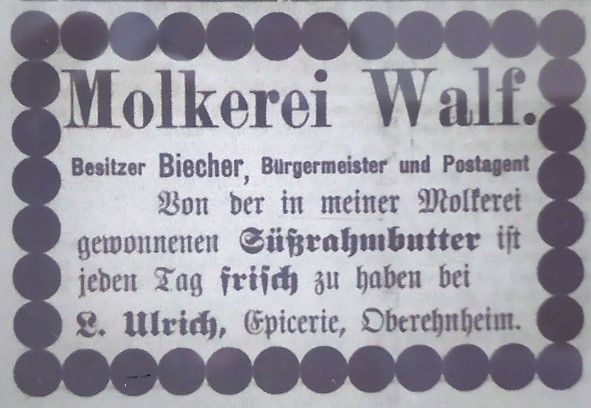 Molkerei Walf.
Besitzer Biecher, Bürgermeister und Postagent
Von der in meiner Molkerei
gewonnenen Süßrahmbutter ist
jeden Tag frisch zu haben bei
L. Ulrich, Epicerie, Oberehnheim.